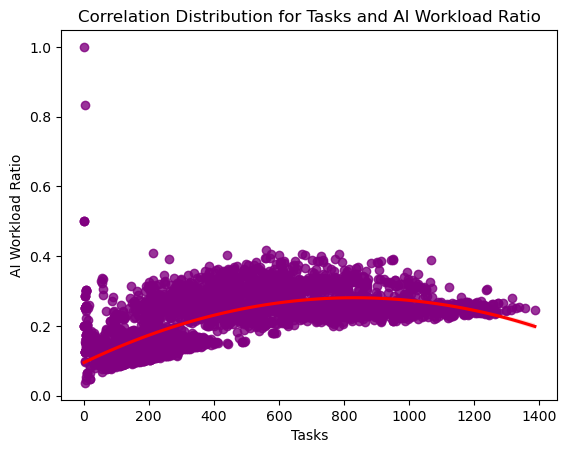 Correlation Distribution for Tasks and AI Workload Ratio
1.0
0.8
0.6
0.4
0.2
0.0
AI Workload Ratio
0 200 400 600 800 1000 1200 1400
Tasks